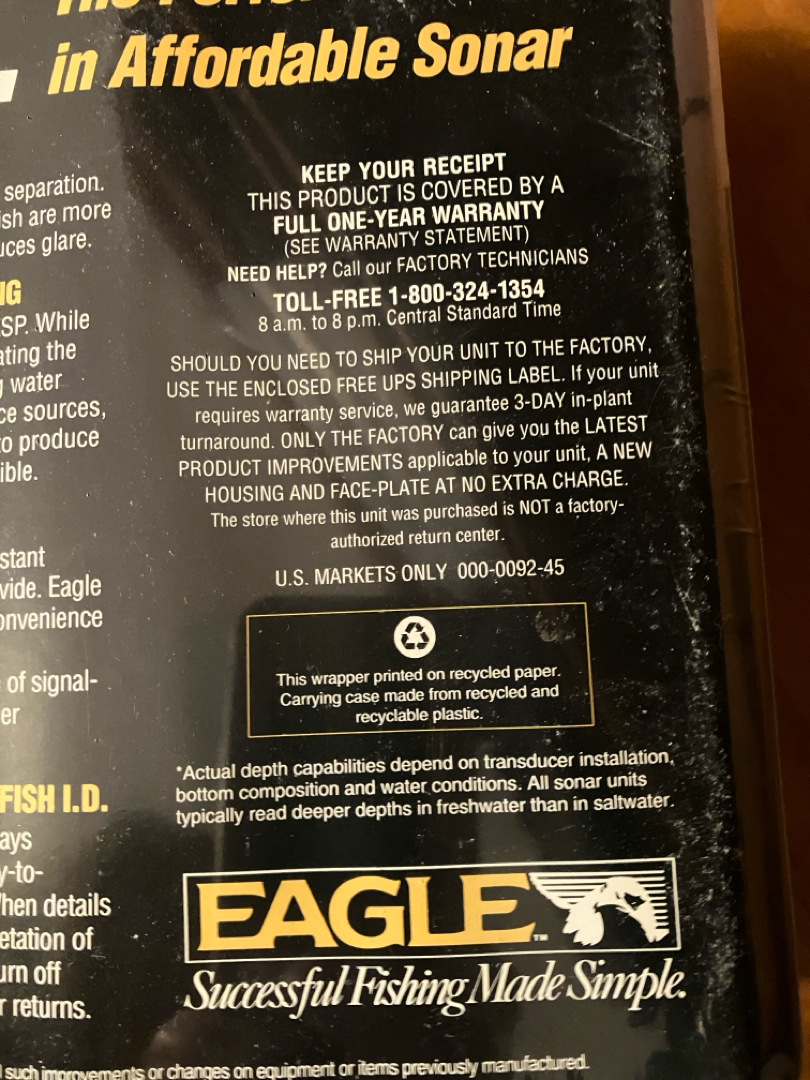 in Affordable Sonar
separation.
ish are more
uces glare.
KEEP YOUR RECEIPT
THIS PRODUCT IS COVERED BY A
FULL ONE-YEAR WARRANTY
(SEE WARRANTY STATEMENT)
NEED HELP? Call our FACTORY TECHNICIANS
TOLL-FREE 1-800-324-1354
8 a.m. to 8 p.m. Central Standard Time
SHOULD YOU NEED TO SHIP YOUR UNIT TO THE FACTORY,
USE THE ENCLOSED FREE UPS SHIPPING LABEL. If your unit
requires warranty service, we guarantee 3-DAY in-plant
turnaround. ONLY THE FACTORY can give you the LATEST
PRODUCT IMPROVEMENTS applicable to your unit, A NEW
HOUSING AND FACE-PLATE AT NO EXTRA CHARGE.
The store where this unit was purchased is NOT a factory-
authorized return center.
U.S. MARKETS ONLY 000-0092-45
This wrapper printed on recycled paper.
Carrying case made from recycled and
recyclable plastic.
*Actual depth capabilities depend on transducer installation,
bottom composition and water conditions. All sonar units
typically read deeper depths in freshwater than in saltwater.
EAGLE™
Successful Fishing Made Simple.
NG
SP. While
ating the
g water
ce sources,
to produce
ible.
stant
vide. Eagle
onvenience
of signal-
er
FISH I.D.
ays
y-to-
hen details
etation of
urn off
r returns.
such improvements or changes on equipment or items previously manufactured.